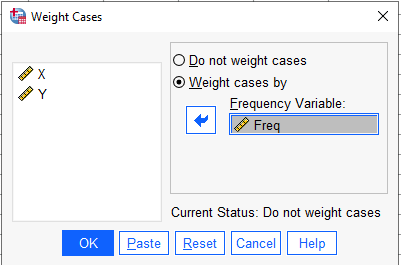 Weight Cases
X
Y
Do not weight cases
Weight cases by
Frequency Variable:
Freq
Current Status: Do not weight cases
OK Paste Reset Cancel Help